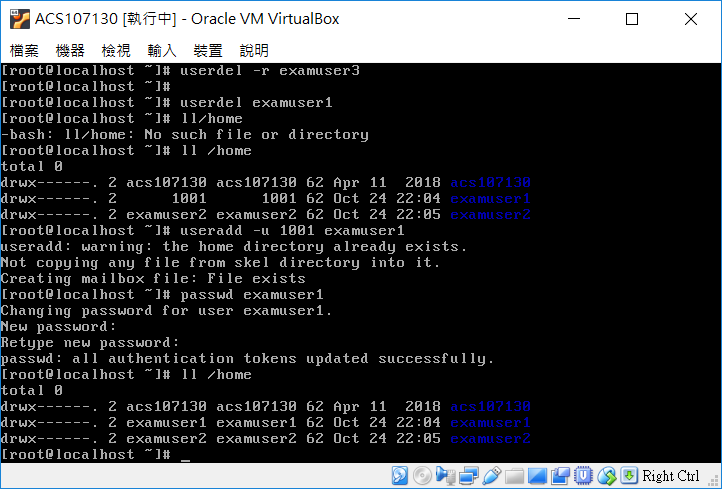 ACS107130 [執行中] - Oracle VM VirtualBox
檔案 機器 檢視 輸入 裝置 說明
[root@localhost ~]# userdel -r examuser3
[root@localhost ~]#
[root@localhost ~]# userdel examuser1
[root@localhost ~]# ll/home
-bash: ll/home: No such file or directory
[root@localhost ~]# ll /home
total 0
drwx------. 2 acs107130 acs107130 62 Apr 11  2018 acs107130
drwx------. 2      1001      1001 62 Oct 24 22:04 examuser1
drwx------. 2 examuser2 examuser2 62 Oct 24 22:05 examuser2
[root@localhost ~]# useradd -u 1001 examuser1
useradd: warning: the home directory already exists.
Not copying any file from skel directory into it.
Creating mailbox file: File exists
[root@localhost ~]# passwd examuser1
Changing password for user examuser1.
New password:
Retype new password:
passwd: all authentication tokens updated successfully.
[root@localhost ~]# ll /home
total 0
drwx------. 2 acs107130 acs107130 62 Apr 11  2018 acs107130
drwx------. 2 examuser1 examuser1 62 Oct 24 22:04 examuser1
drwx------. 2 examuser2 examuser2 62 Oct 24 22:05 examuser2
[root@localhost ~]# _
Right Ctrl